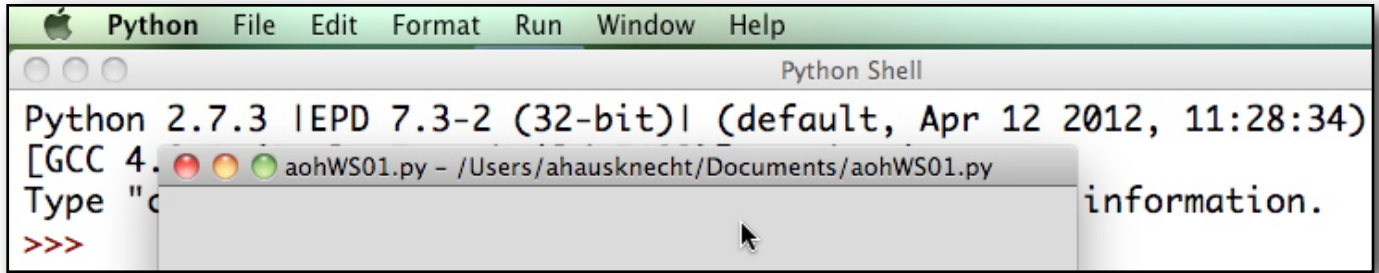 Python File Edit Format Run Window Help
Python Shell
Python 2.7.3 |EPD 7.3-2 (32-bit)| (default, Apr 12 2012, 11:28:34)
[GCC 4.
aohWS01.py - /Users/ahausknecht/Documents/aohWS01.py
Type "c information.
>>>